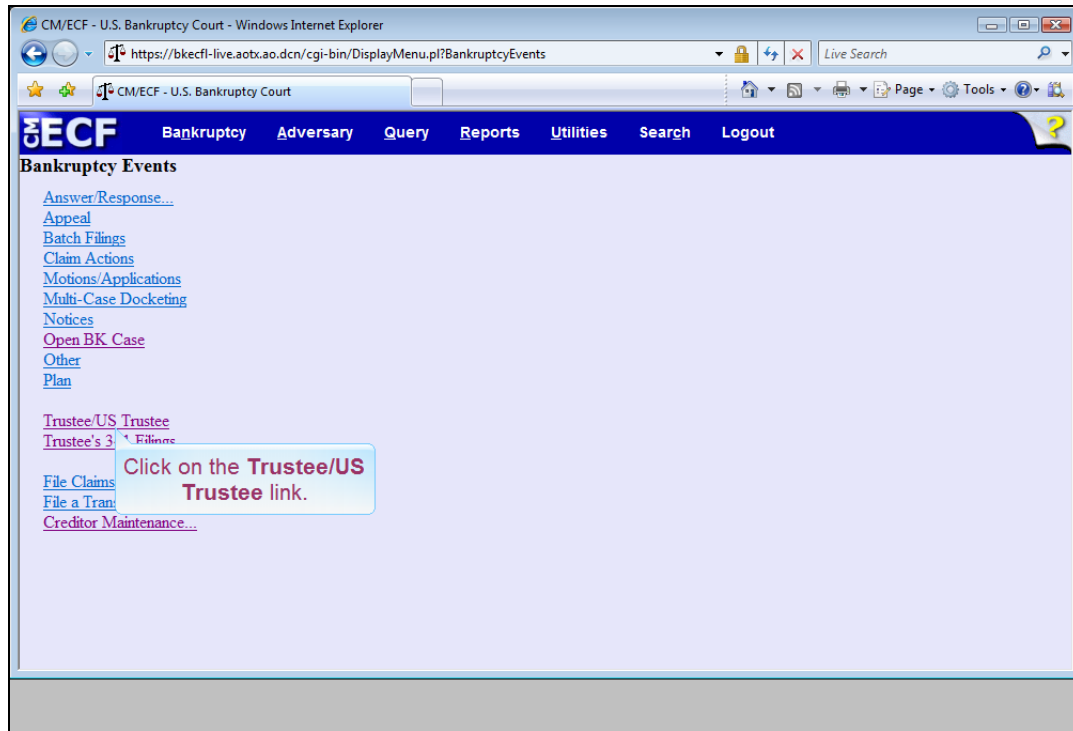 CM/ECF - U.S. Bankruptcy Court - Windows Internet Explorer
https://bkecfl-live.aotx.ao.dcn/cgi-bin/DisplayMenu.pl?BankruptcyEvents
Live Search
CM/ECF - U.S. Bankruptcy Court
Page
Tools
CM ECF Bankruptcy Adversary Query Reports Utilities Search Logout ?
Bankruptcy Events
Answer/Response...
Appeal
Batch Filings
Claim Actions
Motions/Applications
Multi-Case Docketing
Notices
Open BK Case
Other
Plan
Trustee/US Trustee
Trustee's Filings
Click on the Trustee/US
Trustee link.
File Claims
File a
Creditor Maintenance...